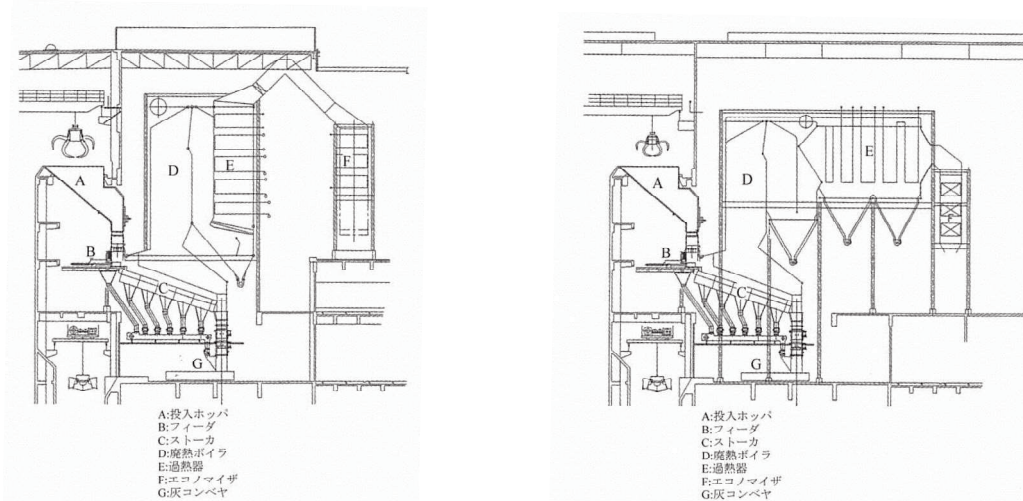 A
B
C
D
E
F
G
A:投入ホッパ
B:フィーダ
C:ストーカ
D:廃熱ボイラ
E:過熱器
F:エコノマイザ
G:灰コンベヤ
A
B
C
D
E
F
G
A:投入ホッパ
B:フィーダ
C:ストーカ
D:廃熱ボイラ
E:過熱器
F:エコノマイザ
G:灰コンベヤ